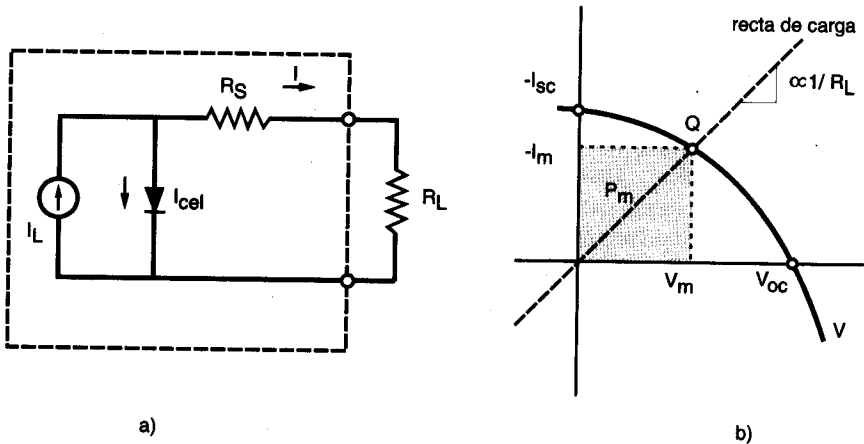 I
R_S
I_L
I_cel
R_L
a)
recta de carga
∝1/ R_L
-I_sc
Q
-I_m
P_m
V_m
V_oc
V
b)